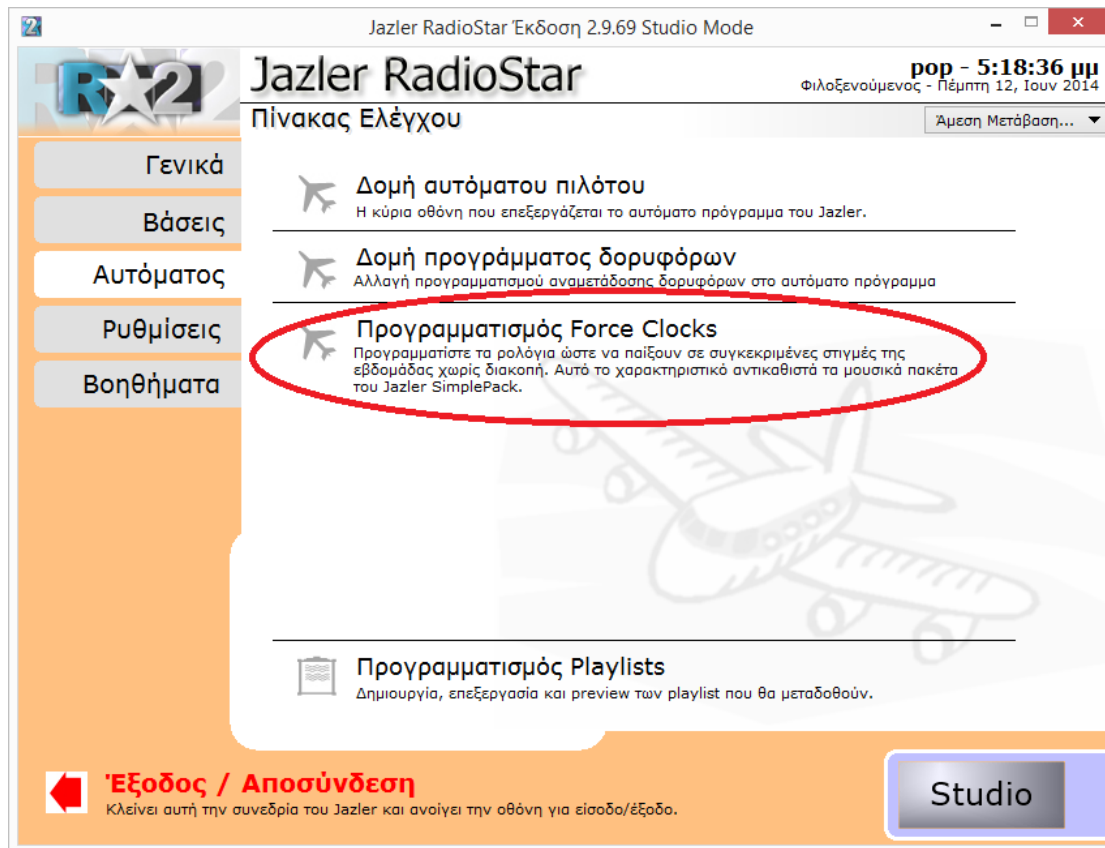 Jazler RadioStar Έκδοση 2.9.69 Studio Mode
R 2
Jazler RadioStar
pop - 5:18:36 μμ
Φιλοξενούμενος - Πέμπτη 12, Ιουν 2014
Πίνακας Ελέγχου
Άμεση Μετάβαση...
Γενικά
Βάσεις
Αυτόματος
Ρυθμίσεις
Βοηθήματα
Δομή αυτόματου πιλότου
Η κύρια οθόνη που επεξεργάζεται το αυτόματο πρόγραμμα του Jazler.
Δομή προγράμματος δορυφόρων
Αλλαγή προγραμματισμού αναμετάδοσης δορυφόρων στο αυτόματο πρόγραμμα
Προγραμματισμός Force Clocks
Προγραμματίστε τα ρολόγια ώστε να παίξουν σε συγκεκριμένες στιγμές της
εβδομάδας χωρίς διακοπή. Αυτό το χαρακτηριστικό αντικαθιστά τα μουσικά πακέτα
του Jazler SimplePack.
Προγραμματισμός Playlists
Δημιουργία, επεξεργασία και preview των playlist που θα μεταδοθούν.
Έξοδος / Αποσύνδεση
Κλείνει αυτή την συνεδρία του Jazler και ανοίγει την οθόνη για είσοδο/έξοδο.
Studio